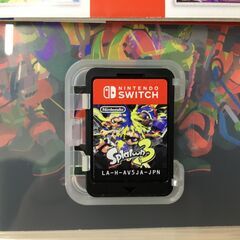 NINTENDO
SWITCH
Nintendo
Splatoon 3
LA-H-AV5JA-JPN